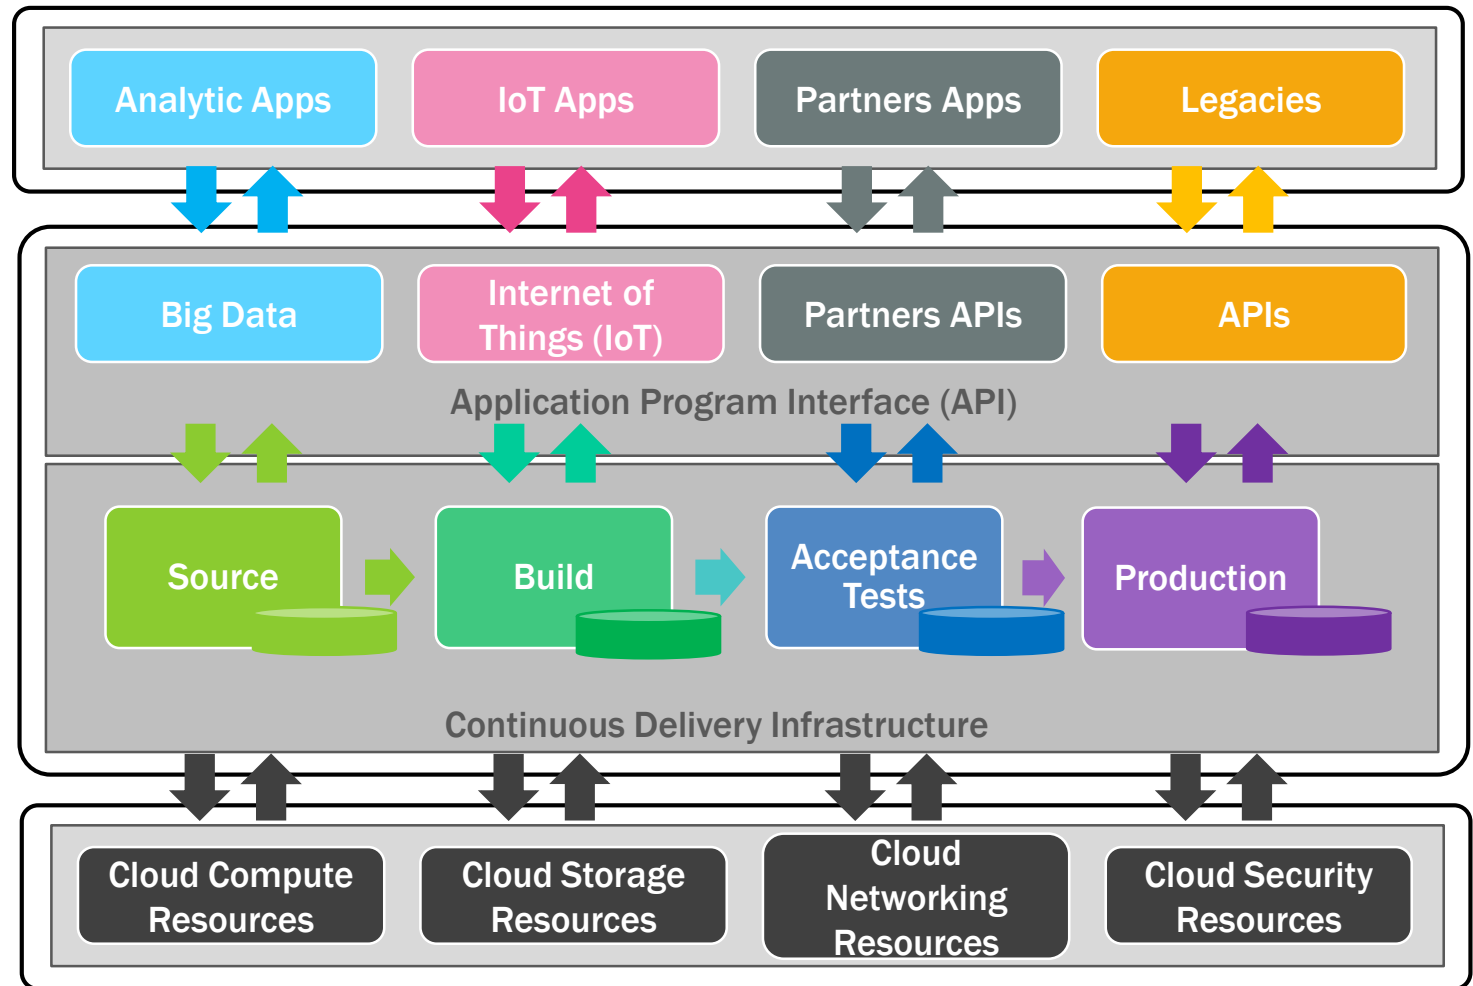 Analytic Apps
IoT Apps
Partners Apps
Legacies
Big Data
Internet of
Things (IoT)
Partners APIs
APIs
Application Program Interface (API)
Source
Build
Acceptance
Tests
Production
Continuous Delivery Infrastructure
Cloud Compute
Resources
Cloud Storage
Resources
Cloud
Networking
Resources
Cloud Security
Resources